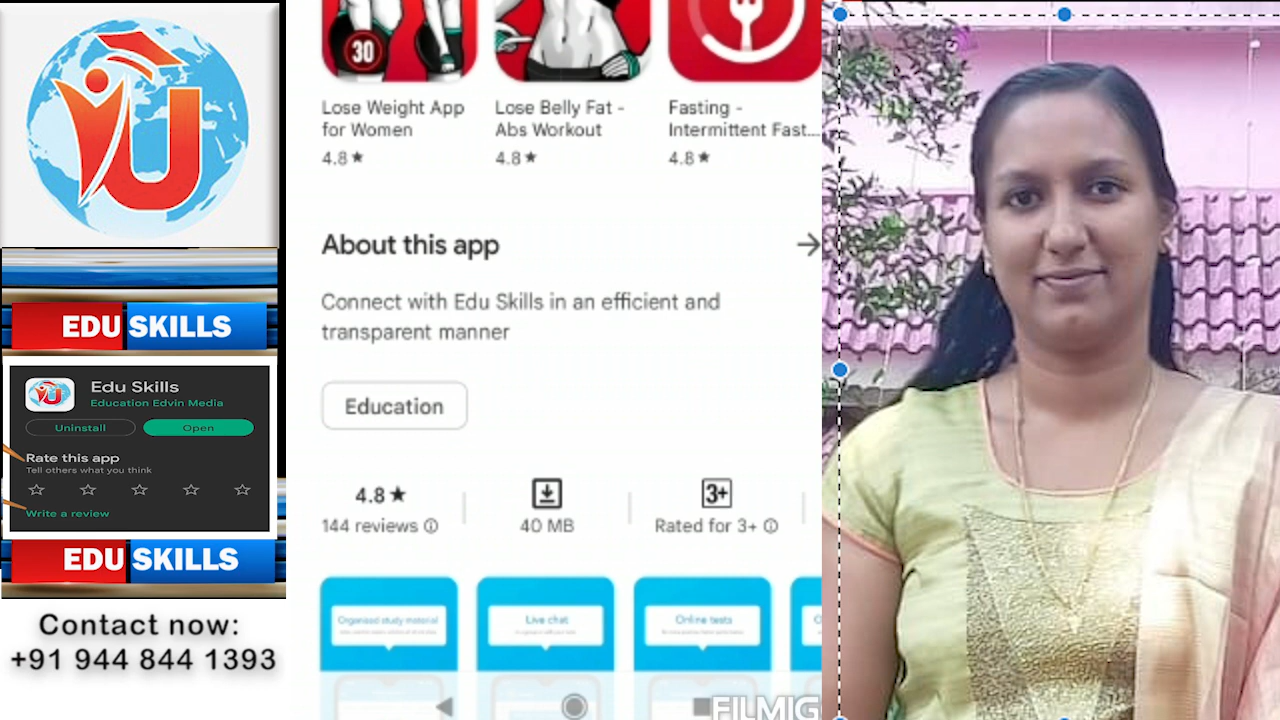 U
EDU SKILLS
Edu Skills
Education Edvin Media
Uninstall
Open
Rate this app
Tell others what you think
Write a review
EDU SKILLS
Contact now:
+91 944 844 1393
30
Lose Weight App
for Women
4.8★
Lose Belly Fat -
Abs Workout
4.8★
Fasting -
Intermittent Fast...
4.8★
About this app
Connect with Edu Skills in an efficient and
transparent manner
Education
4.8★
144 reviews
40 MB
3+
Rated for 3+
Organised study material
Live chat
Online tests
FILMIG